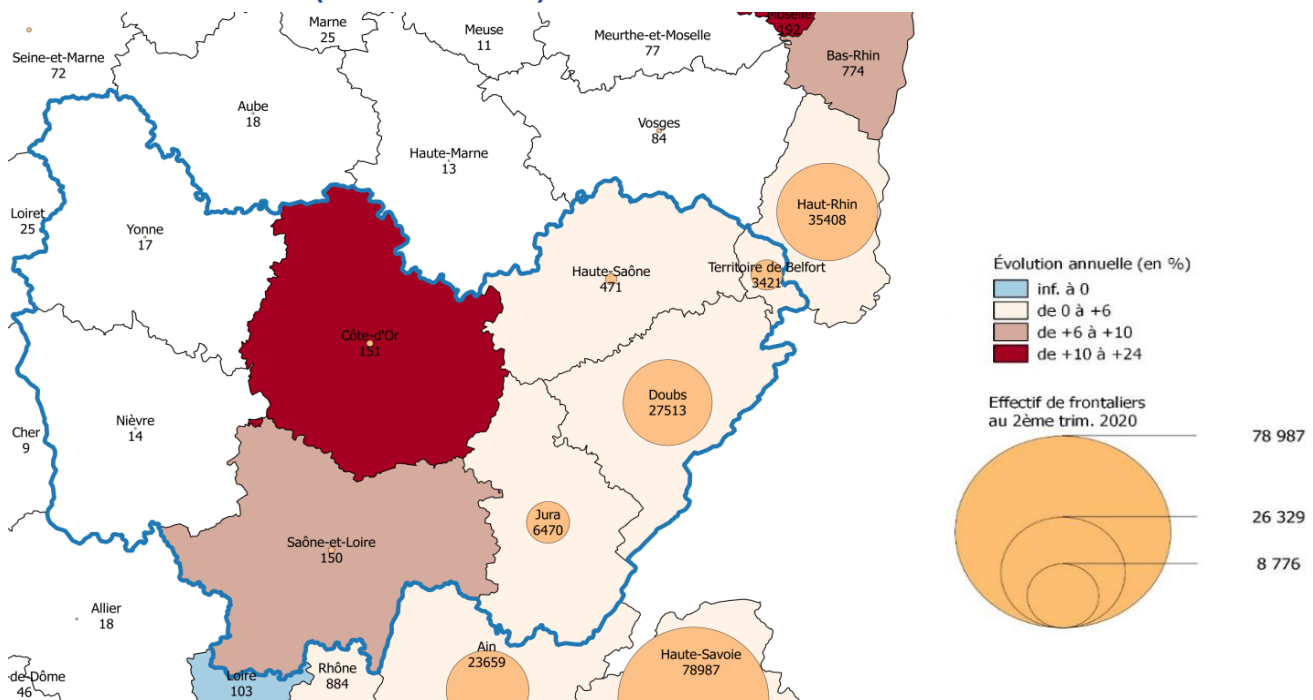 Marne
25
Meuse
11
Meurthe-et-Moselle
77
Moselle
192
Seine-et-Marne
72
Bas-Rhin
774
Aube
18
Vosges
84
Haute-Marne
13
Haut-Rhin
35408
Loiret
25
Yonne
17
Haute-Saône
471
Territoire de Belfort
3421
Côte-d'Or
151
Doubs
27513
Cher
9
Nièvre
14
Jura
6470
Saône-et-Loire
150
Allier
18
Ain
23659
Haute-Savoie
78987
de-Dôme
46
Loire
103
Rhône
884
Évolution annuelle (en %)
inf. à 0
de 0 à +6
de +6 à +10
de +10 à +24
Effectif de frontaliers
au 2ème trim. 2020
78 987
26 329
8 776